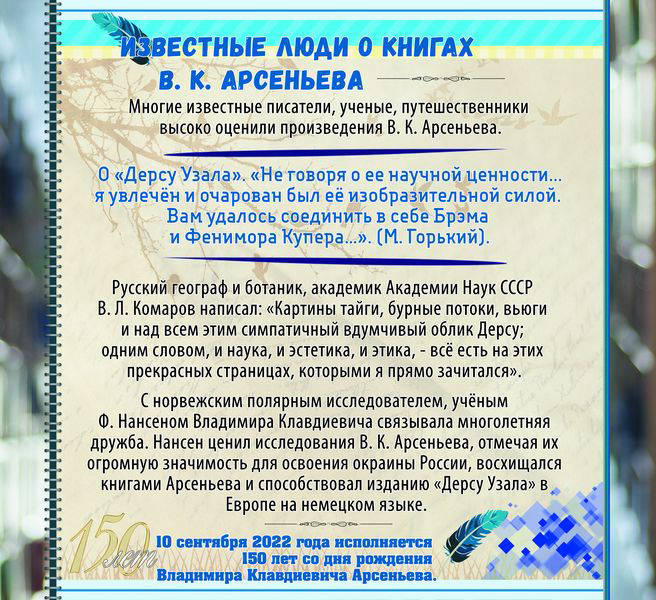 ИЗВЕСТНЫЕ ЛЮДИ О КНИГАХ
В. К. АРСЕНЬЕВА
Многие известные писатели, ученые, путешественники
высоко оценили произведения В. К. Арсеньева.
О «Дерсу Узала». «Не говоря о ее научной ценности...
я увлечён и очарован был её изобразительной силой.
Вам удалось соединить в себе Брэма
и Фенимора Купера...». (М. Горький).
Русский географ и ботаник, академик Академии Наук СССР
В. Л. Комаров написал: «Картины тайги, бурные потоки, вьюги
и над всем этим симпатичный вдумчивый облик Дерсу;
одним словом, и наука, и эстетика, и этика, - всё есть на этих
прекрасных страницах, которыми я прямо зачитался».
С норвежским полярным исследователем, учёным
Ф. Нансеном Владимира Клавдиевича связывала многолетняя
дружба. Нансен ценил исследования В. К. Арсеньева, отмечая их
огромную значимость для освоения окраины России, восхищался
книгами Арсеньева и способствовал изданию «Дерсу Узала» в
Европе на немецком языке.
150 лет
10 сентября 2022 года исполняется
150 лет со дня рождения
Владимира Клавдиевича Арсеньева.